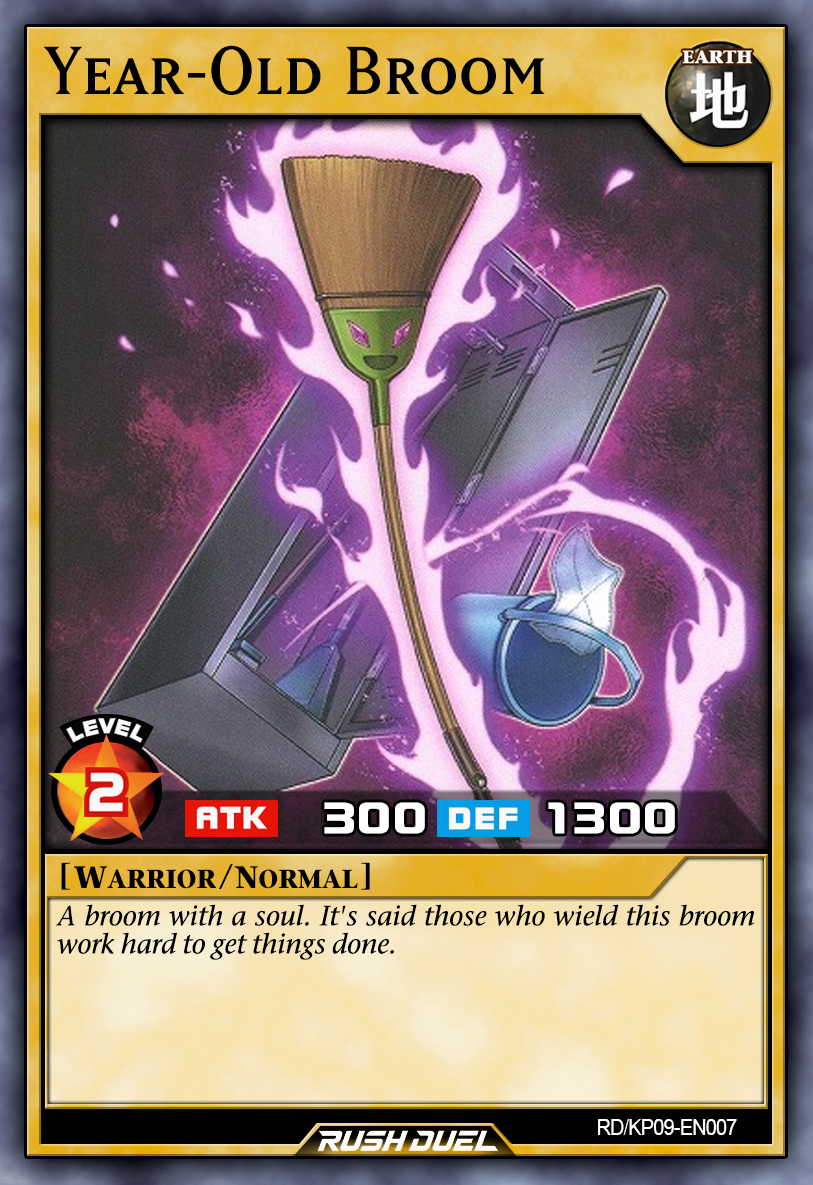 Year-Old Broom
EARTH
地
LEVEL
2
ATK 300 DEF 1300
[Warrior/Normal]
A broom with a soul. It's said those who wield this broom
work hard to get things done.
RD/KP09-EN007
RUSH DUEL